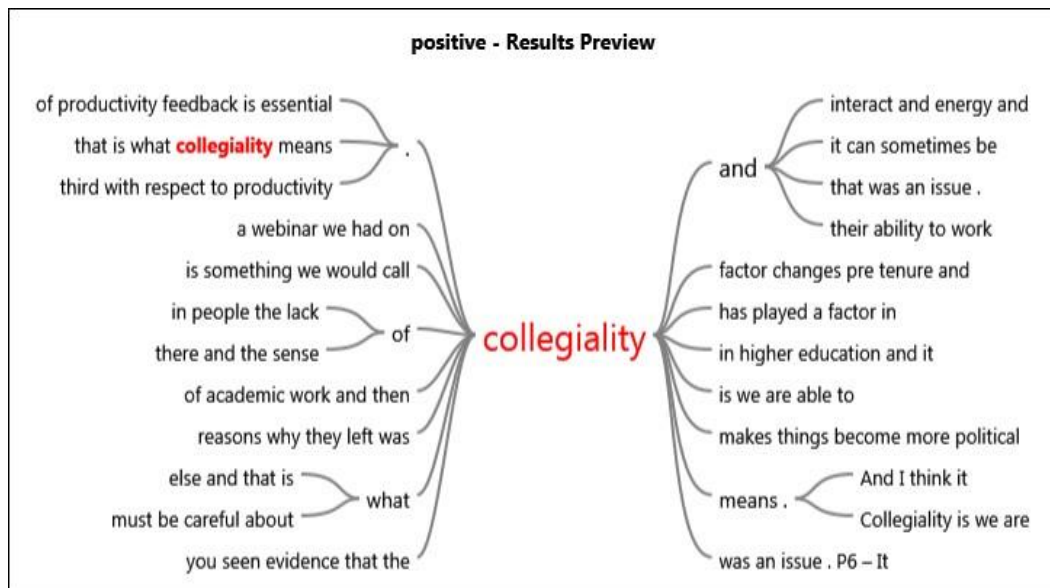 positive - Results Preview
of productivity feedback is essential
that is what collegiality means
third with respect to productivity
.
a webinar we had on
is something we would call
in people the lack
there and the sense
of
of academic work and then
reasons why they left was
else and that is
must be careful about
what
you seen evidence that the
collegiality
and
interact and energy and
it can sometimes be
that was an issue .
their ability to work
factor changes pre tenure and
has played a factor in
in higher education and it
is we are able to
makes things become more political
means .
And I think it
Collegiality is we are
was an issue . P6 – It